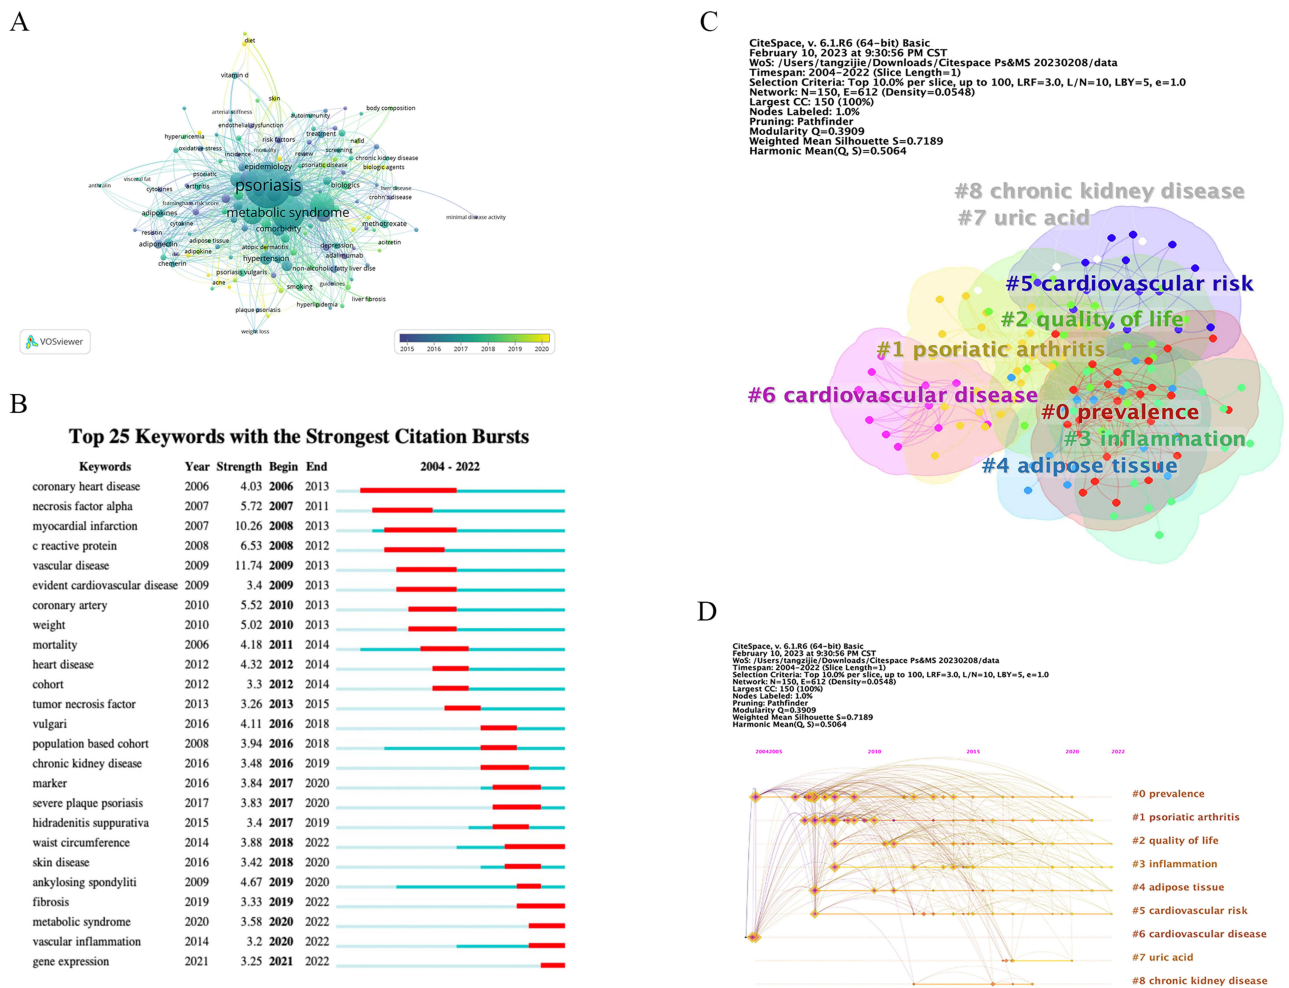 A
diet
vitamin d
skin
arterial stiffness
autoimmunity
body composition
endothelial dysfunction
hyperuricemia
risk factors
treatment
nafld
oxidative stress
mortality
incidence
review
screening
chronic kidney disease
epidemiology
psoriatic disease
biologic agents
psoriatic
visceral fat
anthralin
cytokines
arthritis
psoriasis
biologics
liver disease
crohn's disease
framingham risk score
adipokines
metabolic syndrome
minimal disease activity
cytokine
methotrexate
resistin
comorbidity
adiponectin
adipose tissue
atopic dermatitis
depression
acitretin
adipokine
adalimumab
chemerin
hypertension
psoriasis vulgaris
non-alcoholic fatty liver dise
acne
smoking
guidelines
liver fibrosis
hyperlipidemia
plaque psoriasis
weight loss
VOSviewer
2015 2016 2017 2018 2019 2020
B
Top 25 Keywords with the Strongest Citation Bursts
Keywords Year Strength Begin End 2004 - 2022
coronary heart disease 2006 4.03 2006 2013
necrosis factor alpha 2007 5.72 2007 2011
myocardial infarction 2007 10.26 2008 2013
c reactive protein 2008 6.53 2008 2012
vascular disease 2009 11.74 2009 2013
evident cardiovascular disease 2009 3.4 2009 2013
coronary artery 2010 5.52 2010 2013
weight 2010 5.02 2010 2013
mortality 2006 4.18 2011 2014
heart disease 2012 4.32 2012 2014
cohort 2012 3.3 2012 2014
tumor necrosis factor 2013 3.26 2013 2015
vulgari 2016 4.11 2016 2018
population based cohort 2008 3.94 2016 2018
chronic kidney disease 2016 3.48 2016 2019
marker 2016 3.84 2017 2020
severe plaque psoriasis 2017 3.83 2017 2020
hidradenitis suppurativa 2015 3.4 2017 2019
waist circumference 2014 3.88 2018 2022
skin disease 2016 3.42 2018 2020
ankylosing spondyliti 2009 4.67 2019 2020
fibrosis 2019 3.33 2019 2022
metabolic syndrome 2020 3.58 2020 2022
vascular inflammation 2014 3.2 2020 2022
gene expression 2021 3.25 2021 2022
C
CiteSpace, v. 6.1.R6 (64-bit) Basic
February 10, 2023 at 9:30:56 PM CST
WoS: /Users/tangzijie/Downloads/Citespace Ps&MS 20230208/data
Timespan: 2004-2022 (Slice Length=1)
Selection Criteria: Top 10.0% per slice, up to 100, LRF=3.0, L/N=10, LBY=5, e=1.0
Network: N=150, E=612 (Density=0.0548)
Largest CC: 150 (100%)
Nodes Labeled: 1.0%
Pruning: Pathfinder
Modularity Q=0.3909
Weighted Mean Silhouette S=0.7189
Harmonic Mean(Q, S)=0.5064
#8 chronic kidney disease
#7 uric acid
#5 cardiovascular risk
#2 quality of life
#1 psoriatic arthritis
#6 cardiovascular disease
#0 prevalence
#3 inflammation
#4 adipose tissue
D
CiteSpace, v. 6.1.R6 (64-bit) Basic
February 10, 2023 at 9:30:56 PM CST
WoS: /Users/tangzijie/Downloads/Citespace Ps&MS 20230208/data
Timespan: 2004-2022 (Slice Length=1)
Selection Criteria: Top 10.0% per slice, up to 100, LRF=3.0, L/N=10, LBY=5, e=1.0
Network: N=150, E=612 (Density=0.0548)
Largest CC: 150 (100%)
Nodes Labeled: 1.0%
Pruning: Pathfinder
Modularity Q=0.3909
Weighted Mean Silhouette S=0.7189
Harmonic Mean(Q, S)=0.5064
2004 2005 2010 2015 2020 2022
#0 prevalence
#1 psoriatic arthritis
#2 quality of life
#3 inflammation
#4 adipose tissue
#5 cardiovascular risk
#6 cardiovascular disease
#7 uric acid
#8 chronic kidney disease